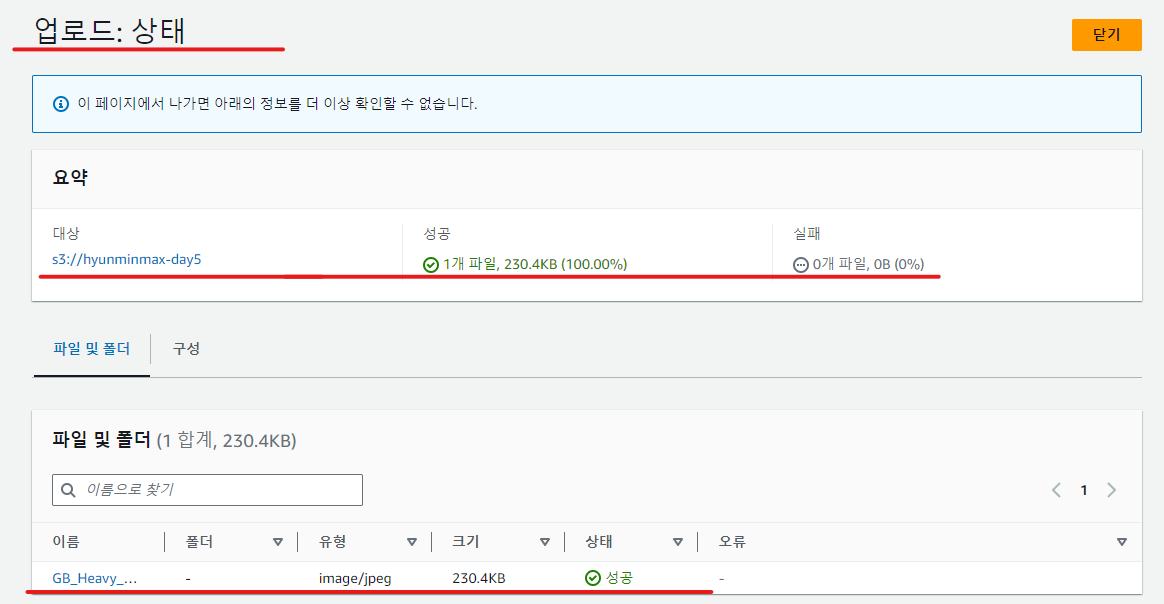 업로드: 상태
닫기
이 페이지에서 나가면 아래의 정보를 더 이상 확인할 수 없습니다.
요약
대상 성공 실패
s3://hyunminmax-day5 1개 파일, 230.4KB (100.00%) 0개 파일, 0B (0%)
파일 및 폴더 구성
파일 및 폴더 (1 합계, 230.4KB)
이름으로 찾기 1
이름 폴더 유형 크기 상태 오류
GB_Heavy_... - image/jpeg 230.4KB 성공 -